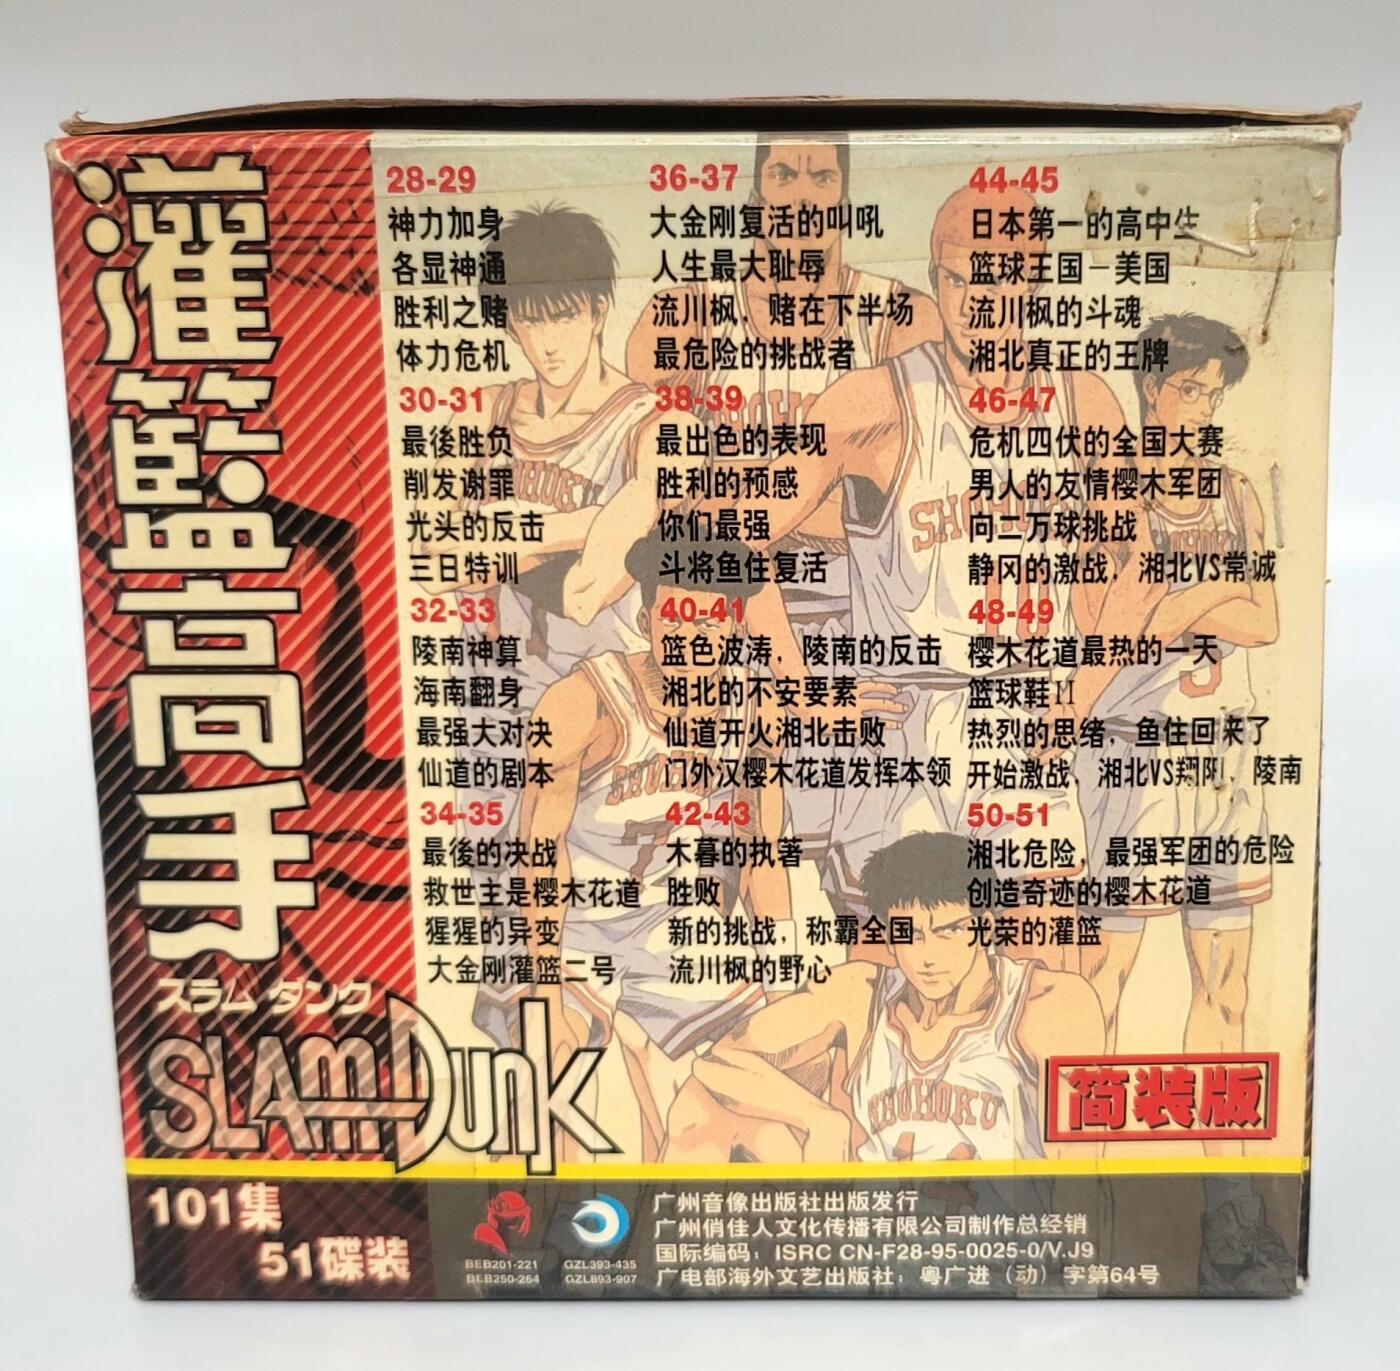 灌籃高手
スラムダンク
SLAM DUNK
101集
51碟装
28-29
神力加身
各显神通
胜利之赌
体力危机
30-31
最後胜负
削发谢罪
光头的反击
三日特训
32-33
陵南神算
海南翻身
最强大对决
仙道的剧本
34-35
最後的决战
救世主是樱木花道
猩猩的异变
大金刚灌篮二号
36-37
大金刚复活的叫吼
人生最大耻辱
流川枫，赌在下半场
最危险的挑战者
38-39
最出色的表现
胜利的预感
你们最强
斗将鱼住复活
40-41
篮色波涛，陵南的反击
湘北的不安要素
仙道开火湘北击败
门外汉樱木花道发挥本领
42-43
木暮的执著
胜败
新的挑战，称霸全国
流川枫的野心
44-45
日本第一的高中生
篮球王国－美国
流川枫的斗魂
湘北真正的王牌
46-47
危机四伏的全国大赛
男人的友情樱木军团
向二万球挑战
静冈的激战，湘北VS常诚
48-49
樱木花道最热的一天
篮球鞋II
热烈的思绪，鱼住回来了
开始激战，湘北VS翔阳，陵南
50-51
湘北危险，最强军团的危险
创造奇迹的樱木花道
光荣的灌篮
SHOHOKU
SHOHOKU
SHOHOKU
简装版
BEB201-221
BEB250-264
GZL393-435
GZL893-907
广州音像出版社出版发行
广州俏佳人文化传播有限公司制作总经销
国际编码：ISRC CN-F28-95-0025-0/V.J9
广电部海外文艺出版社：粤广进（动）字第64号